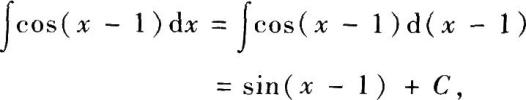 ∫cos(x − 1)dx = ∫cos(x − 1)d(x − 1)
= sin(x − 1) + C,